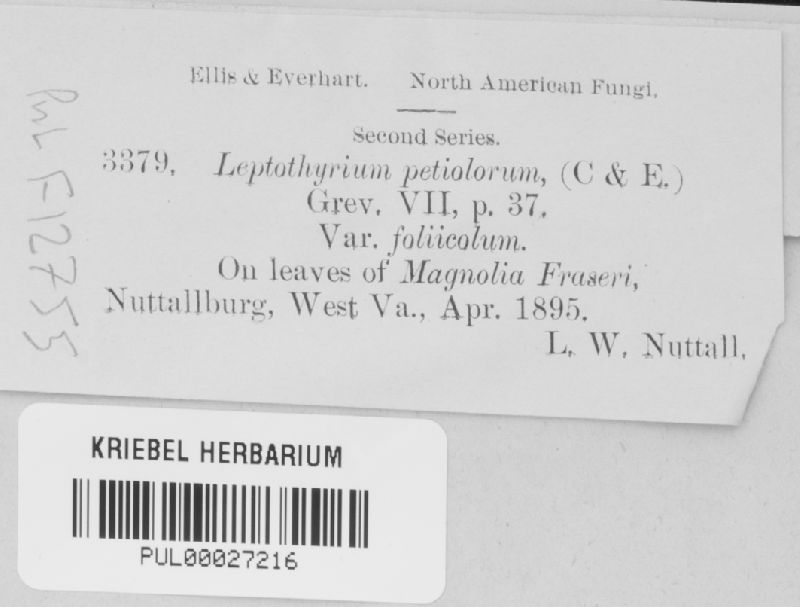 Ellis & Everhart. North American Fungi.
Second Series.
3379. Leptothyrium petiolorum, (C & E.)
Grev. VII, p. 37.
Var. foliicolum.
On leaves of Magnolia Fraseri,
Nuttallburg, West Va., Apr. 1895.
L. W. Nuttall.
PUL F12755
KRIEBEL HERBARIUM
PUL00027216